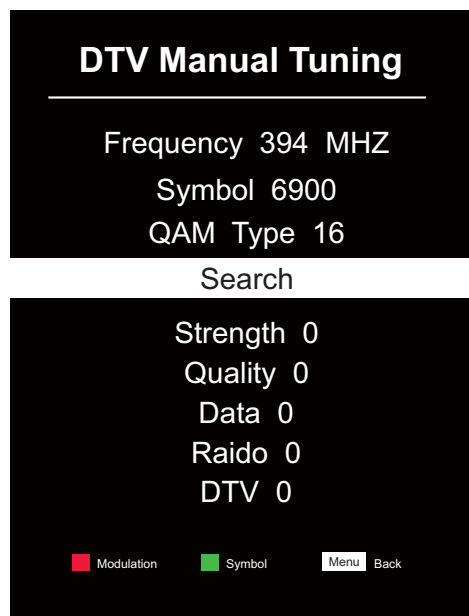 DTV Manual Tuning
Frequency 394 MHZ
Symbol 6900
QAM Type 16
Search
Strength 0
Quality 0
Data 0
Raido 0
DTV 0
Modulation Symbol Menu Back